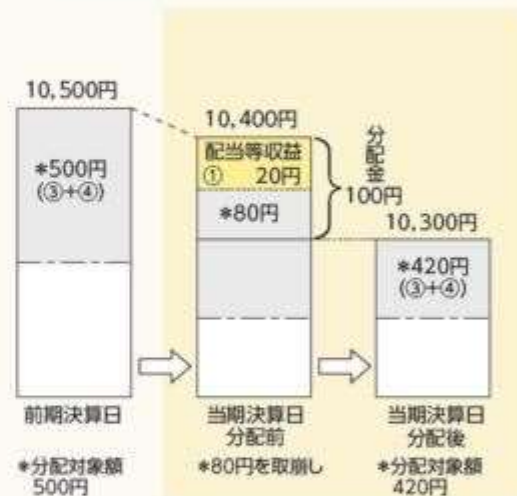 10,500円
*500円
(③+④)
前期決算日
*分配対象額
500円
10,400円
配当等収益
① 20円
*80円
分配金
100円
当期決算日
分配前
*80円を取崩し
10,300円
*420円
(③+④)
当期決算日
分配後
*分配対象額
420円